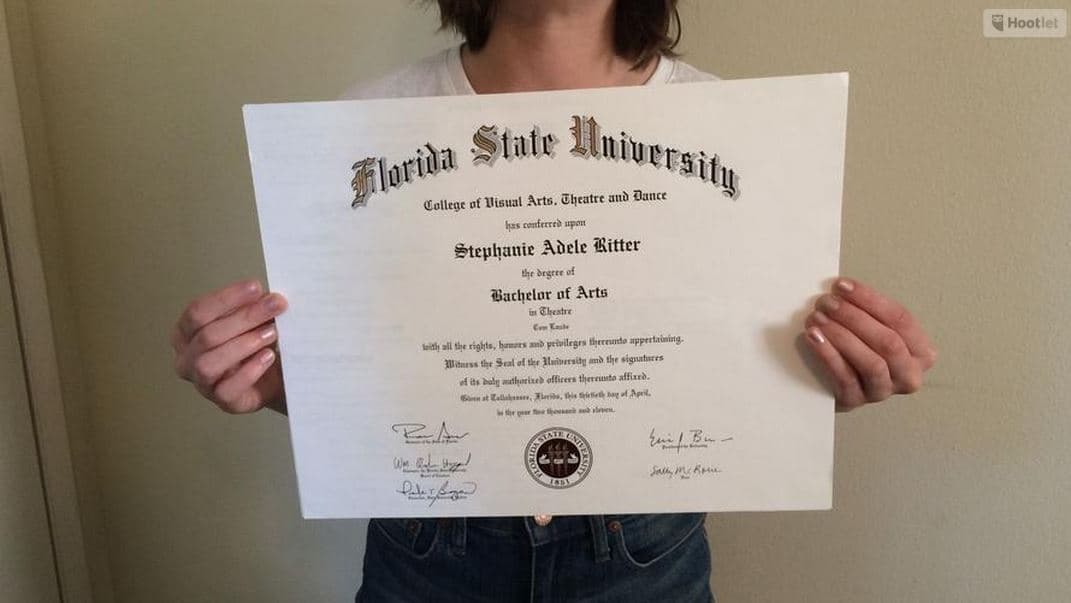 Hootlet
Florida State University
College of Visual Arts, Theatre and Dance
has conferred upon
Stephanie Adele Ritter
the degree of
Bachelor of Arts
in Theatre
Cum Laude
with all the rights, honors and privileges thereunto appertaining.
Witness the Seal of the University and the signatures
of its duly authorized officers thereunto affixed.
Given at Tallahassee, Florida, this thirtieth day of April,
in the year two thousand and eleven.
FLORIDA STATE UNIVERSITY
1851